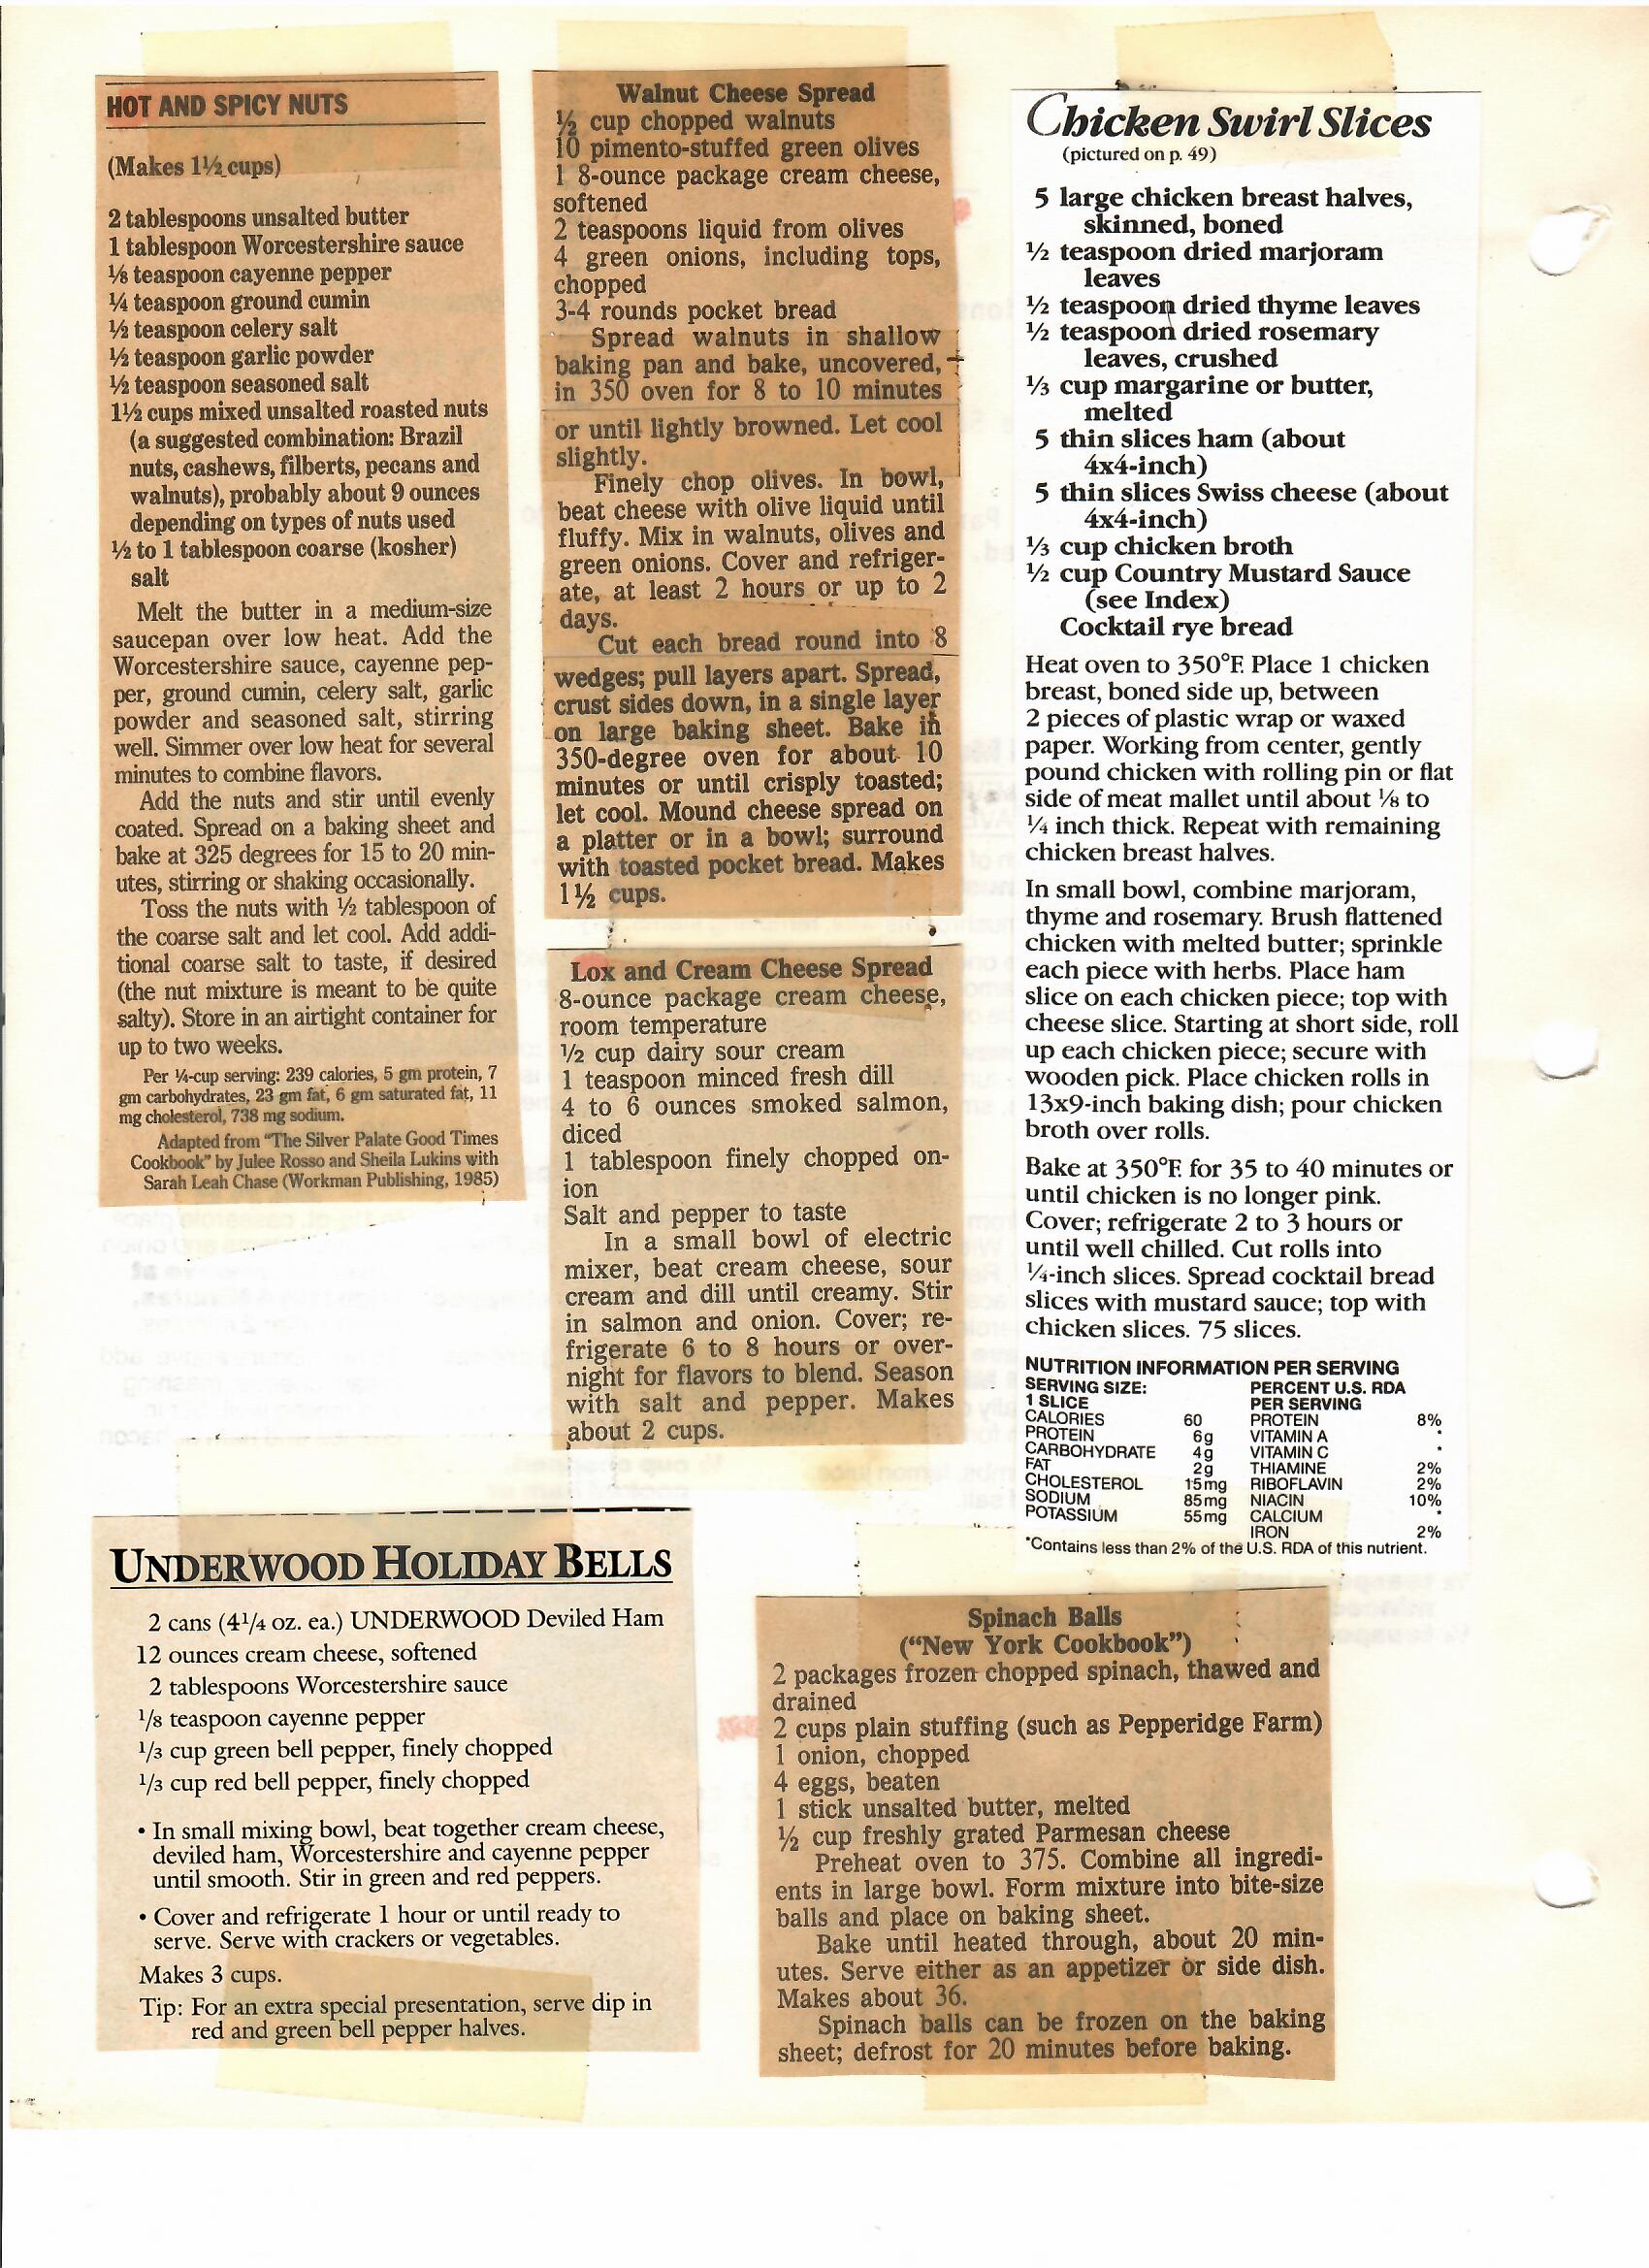 HOT AND SPICY NUTS
(Makes 1½ cups)
2 tablespoons unsalted butter
1 tablespoon Worcestershire sauce
⅛ teaspoon cayenne pepper
¼ teaspoon ground cumin
½ teaspoon celery salt
½ teaspoon garlic powder
½ teaspoon seasoned salt
1½ cups mixed unsalted roasted nuts
(a suggested combination: Brazil
nuts, cashews, filberts, pecans and
walnuts), probably about 9 ounces
depending on types of nuts used
½ to 1 tablespoon coarse (kosher)
salt
Melt the butter in a medium-size
saucepan over low heat. Add the
Worcestershire sauce, cayenne pep-
per, ground cumin, celery salt, garlic
powder and seasoned salt, stirring
well. Simmer over low heat for several
minutes to combine flavors.
Add the nuts and stir until evenly
coated. Spread on a baking sheet and
bake at 325 degrees for 15 to 20 min-
utes, stirring or shaking occasionally.
Toss the nuts with ½ tablespoon of
the coarse salt and let cool. Add addi-
tional coarse salt to taste, if desired
(the nut mixture is meant to be quite
salty). Store in an airtight container for
up to two weeks.
Per ¼-cup serving: 239 calories, 5 gm protein, 7
gm carbohydrates, 23 gm fat, 6 gm saturated fat, 11
mg cholesterol, 738 mg sodium.
Adapted from "The Silver Palate Good Times
Cookbook" by Julee Rosso and Sheila Lukins with
Sarah Leah Chase (Workman Publishing, 1985)
Walnut Cheese Spread
½ cup chopped walnuts
10 pimento-stuffed green olives
1 8-ounce package cream cheese,
softened
2 teaspoons liquid from olives
4 green onions, including tops,
chopped
3-4 rounds pocket bread
Spread walnuts in shallow
baking pan and bake, uncovered,
in 350 oven for 8 to 10 minutes
or until lightly browned. Let cool
slightly.
Finely chop olives. In bowl,
beat cheese with olive liquid until
fluffy. Mix in walnuts, olives and
green onions. Cover and refriger-
ate, at least 2 hours or up to 2
days.
Cut each bread round into 8
wedges; pull layers apart. Spread,
crust sides down, in a single layer
on large baking sheet. Bake in
350-degree oven for about 10
minutes or until crisply toasted;
let cool. Mound cheese spread on
a platter or in a bowl; surround
with toasted pocket bread. Makes
1½ cups.
Lox and Cream Cheese Spread
8-ounce package cream cheese,
room temperature
½ cup dairy sour cream
1 teaspoon minced fresh dill
4 to 6 ounces smoked salmon,
diced
1 tablespoon finely chopped on-
ion
Salt and pepper to taste
In a small bowl of electric
mixer, beat cream cheese, sour
cream and dill until creamy. Stir
in salmon and onion. Cover; re-
frigerate 6 to 8 hours or over-
night for flavors to blend. Season
with salt and pepper. Makes
about 2 cups.
Chicken Swirl Slices
(pictured on p. 49)
5 large chicken breast halves,
skinned, boned
½ teaspoon dried marjoram
leaves
½ teaspoon dried thyme leaves
½ teaspoon dried rosemary
leaves, crushed
⅓ cup margarine or butter,
melted
5 thin slices ham (about
4x4-inch)
5 thin slices Swiss cheese (about
4x4-inch)
⅓ cup chicken broth
½ cup Country Mustard Sauce
(see Index)
Cocktail rye bread
Heat oven to 350°F. Place 1 chicken
breast, boned side up, between
2 pieces of plastic wrap or waxed
paper. Working from center, gently
pound chicken with rolling pin or flat
side of meat mallet until about ⅛ to
¼ inch thick. Repeat with remaining
chicken breast halves.
In small bowl, combine marjoram,
thyme and rosemary. Brush flattened
chicken with melted butter; sprinkle
each piece with herbs. Place ham
slice on each chicken piece; top with
cheese slice. Starting at short side, roll
up each chicken piece; secure with
wooden pick. Place chicken rolls in
13x9-inch baking dish; pour chicken
broth over rolls.
Bake at 350°F. for 35 to 40 minutes or
until chicken is no longer pink.
Cover; refrigerate 2 to 3 hours or
until well chilled. Cut rolls into
¼-inch slices. Spread cocktail bread
slices with mustard sauce; top with
chicken slices. 75 slices.
NUTRITION INFORMATION PER SERVING
SERVING SIZE: PERCENT U.S. RDA
1 SLICE PER SERVING
CALORIES 60 PROTEIN 8%
PROTEIN 6g VITAMIN A *
CARBOHYDRATE 4g VITAMIN C *
FAT 2g THIAMINE 2%
CHOLESTEROL 15mg RIBOFLAVIN 2%
SODIUM 85mg NIACIN 10%
POTASSIUM 55mg CALCIUM *
IRON 2%
*Contains less than 2% of the U.S. RDA of this nutrient.
UNDERWOOD HOLIDAY BELLS
2 cans (4¼ oz. ea.) UNDERWOOD Deviled Ham
12 ounces cream cheese, softened
2 tablespoons Worcestershire sauce
⅛ teaspoon cayenne pepper
⅓ cup green bell pepper, finely chopped
⅓ cup red bell pepper, finely chopped
• In small mixing bowl, beat together cream cheese,
deviled ham, Worcestershire and cayenne pepper
until smooth. Stir in green and red peppers.
• Cover and refrigerate 1 hour or until ready to
serve. Serve with crackers or vegetables.
Makes 3 cups.
Tip: For an extra special presentation, serve dip in
red and green bell pepper halves.
Spinach Balls
("New York Cookbook")
2 packages frozen chopped spinach, thawed and
drained
2 cups plain stuffing (such as Pepperidge Farm)
1 onion, chopped
4 eggs, beaten
1 stick unsalted butter, melted
½ cup freshly grated Parmesan cheese
Preheat oven to 375. Combine all ingredi-
ents in large bowl. Form mixture into bite-size
balls and place on baking sheet.
Bake until heated through, about 20 min-
utes. Serve either as an appetizer or side dish.
Makes about 36.
Spinach balls can be frozen on the baking
sheet; defrost for 20 minutes before baking.